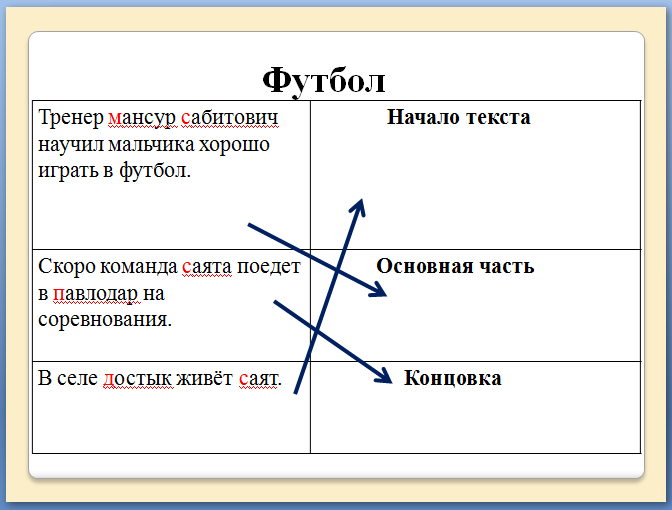 Футбол
Тренер мансур сабитович
научил мальчика хорошо
играть в футбол.
Начало текста
Скоро команда саята поедет
в павлодар на
соревнования.
Основная часть
В селе достык живёт саят.
Концовка